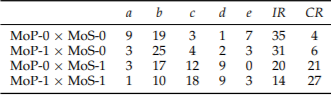 a b c d e IR CR
MoP-0 × MoS-0 9 19 3 1 7 35 4
MoP-1 × MoS-0 3 25 4 2 3 31 6
MoP-0 × MoS-1 3 17 12 9 0 20 21
MoP-1 × MoS-1 1 10 18 9 3 14 27